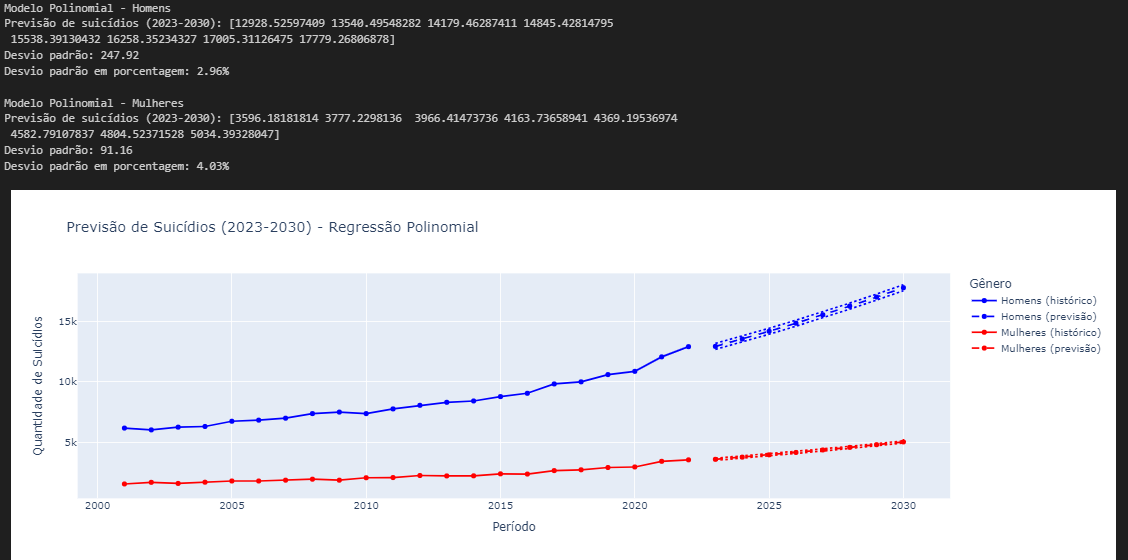 Modelo Polinomial - Homens
Previsão de suicídios (2023-2030): [12928.52597409 13540.49548282 14179.46287411 14845.42814795
15538.39130432 16258.35234327 17005.31126475 17779.26806878]
Desvio padrão: 247.92
Desvio padrão em porcentagem: 2.96%
Modelo Polinomial - Mulheres
Previsão de suicídios (2023-2030): [3596.18181814 3777.2298136  3966.41473736 4163.73658941 4369.19536974
4582.79107837 4804.52371528 5034.39328047]
Desvio padrão: 91.16
Desvio padrão em porcentagem: 4.03%
Previsão de Suicídios (2023-2030) - Regressão Polinomial
Gênero
Homens (histórico)
Homens (previsão)
Mulheres (histórico)
Mulheres (previsão)
Quantidade de Suicídios
15k
10k
5k
2000 2005 2010 2015 2020 2025 2030
Período